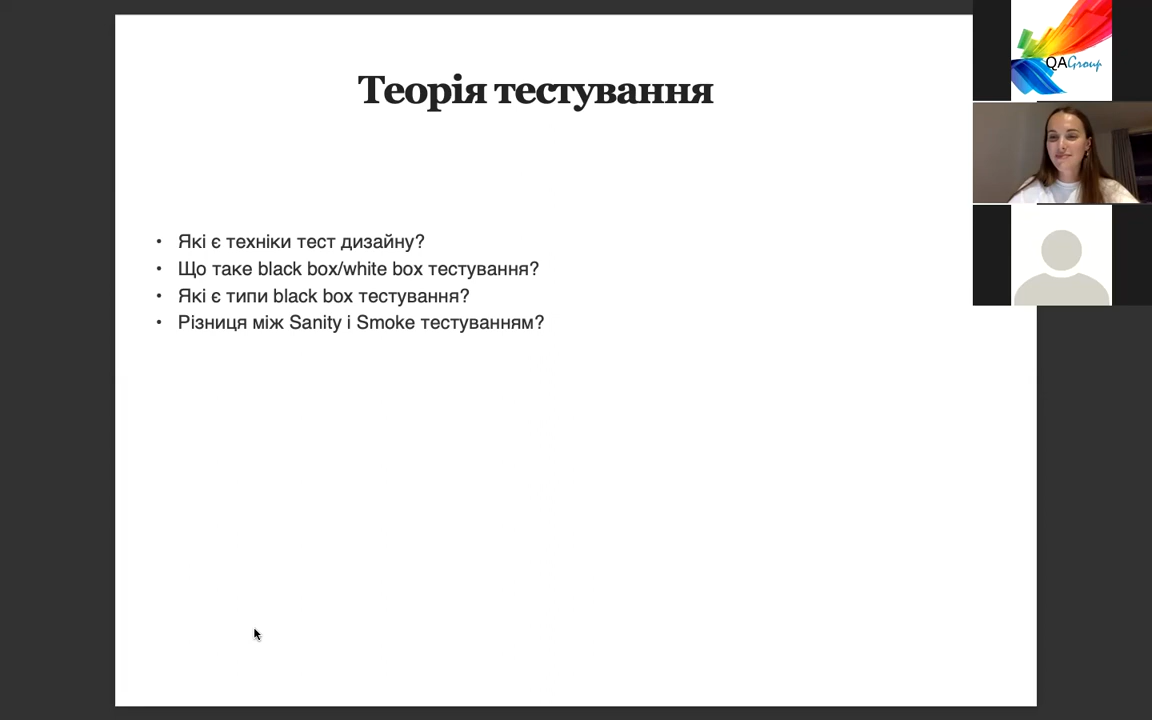 Теорія тестування
• Які є техніки тест дизайну?
• Що таке black box/white box тестування?
• Які є типи black box тестування?
• Різниця між Sanity і Smoke тестуванням?
QAGroup